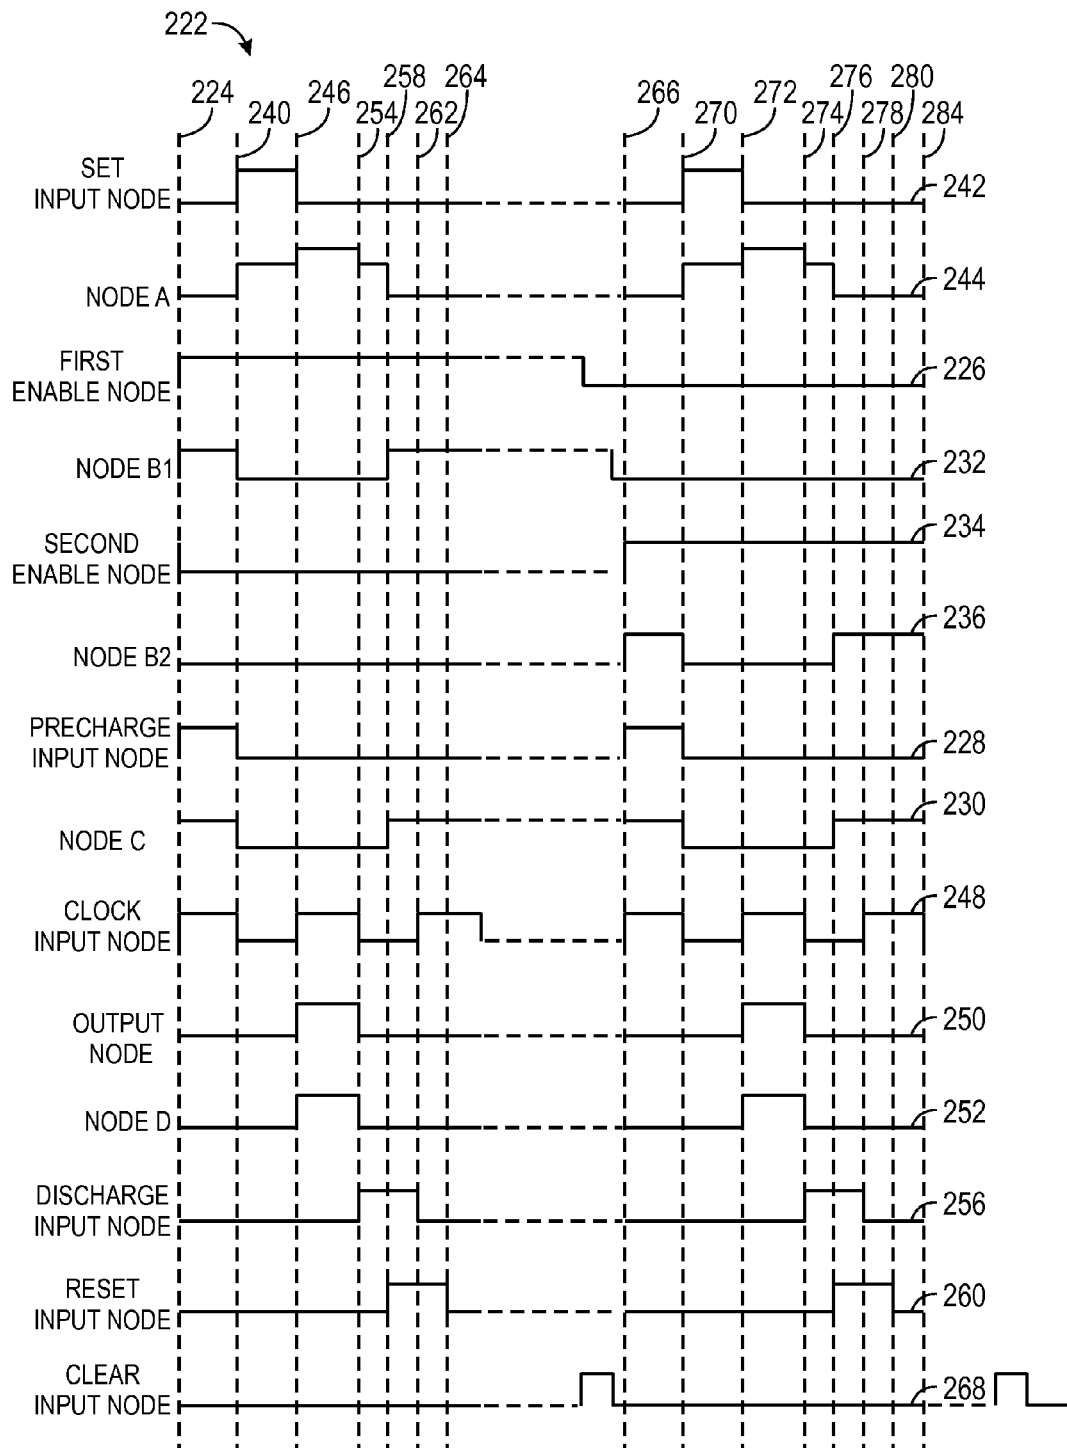 222
224
240
246
254
258
262
264
266
270
272
274
276
278
280
284
SET
INPUT NODE
242
NODE A
244
FIRST
ENABLE NODE
226
NODE B1
232
SECOND
ENABLE NODE
234
NODE B2
236
PRECHARGE
INPUT NODE
228
NODE C
230
CLOCK
INPUT NODE
248
OUTPUT
NODE
250
NODE D
252
DISCHARGE
INPUT NODE
256
RESET
INPUT NODE
260
CLEAR
INPUT NODE
268